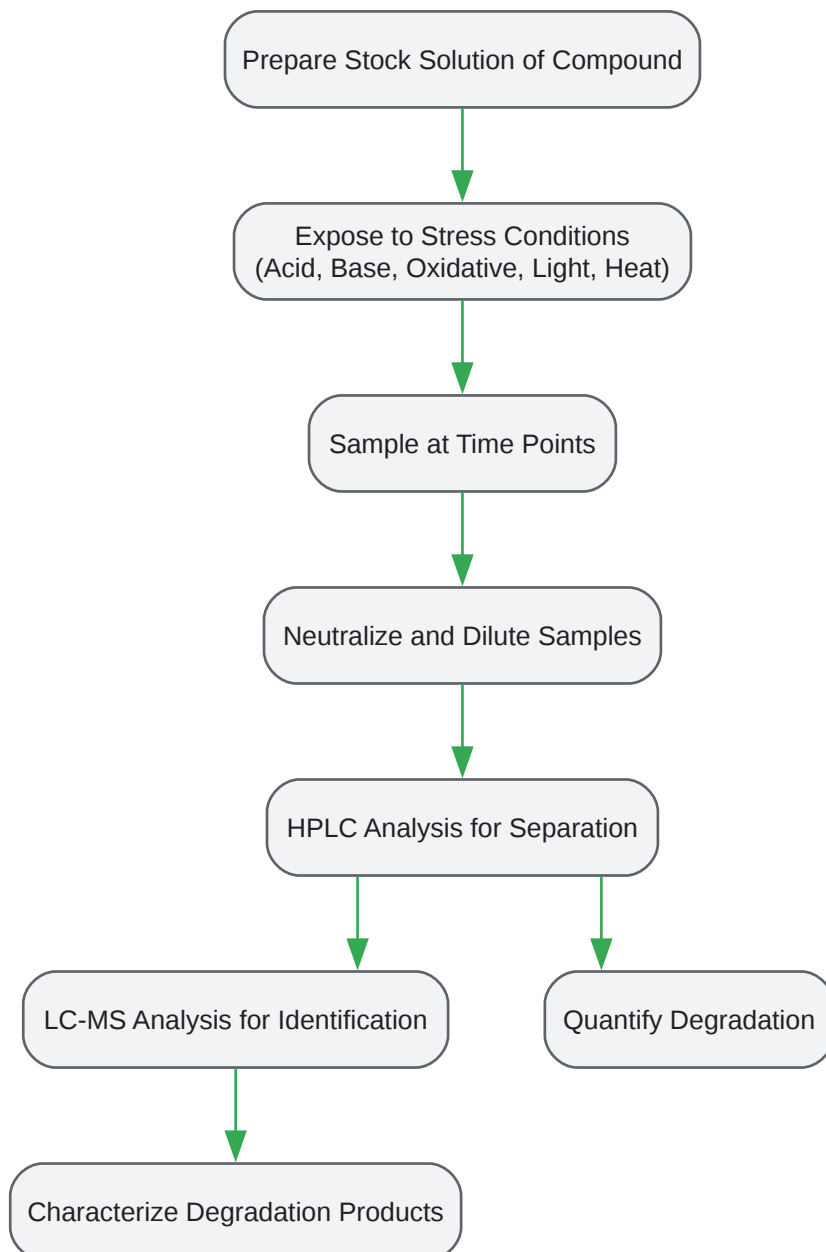 Prepare Stock Solution of Compound
Expose to Stress Conditions
(Acid, Base, Oxidative, Light, Heat)
Sample at Time Points
Neutralize and Dilute Samples
HPLC Analysis for Separation
LC-MS Analysis for Identification
Quantify Degradation
Characterize Degradation Products